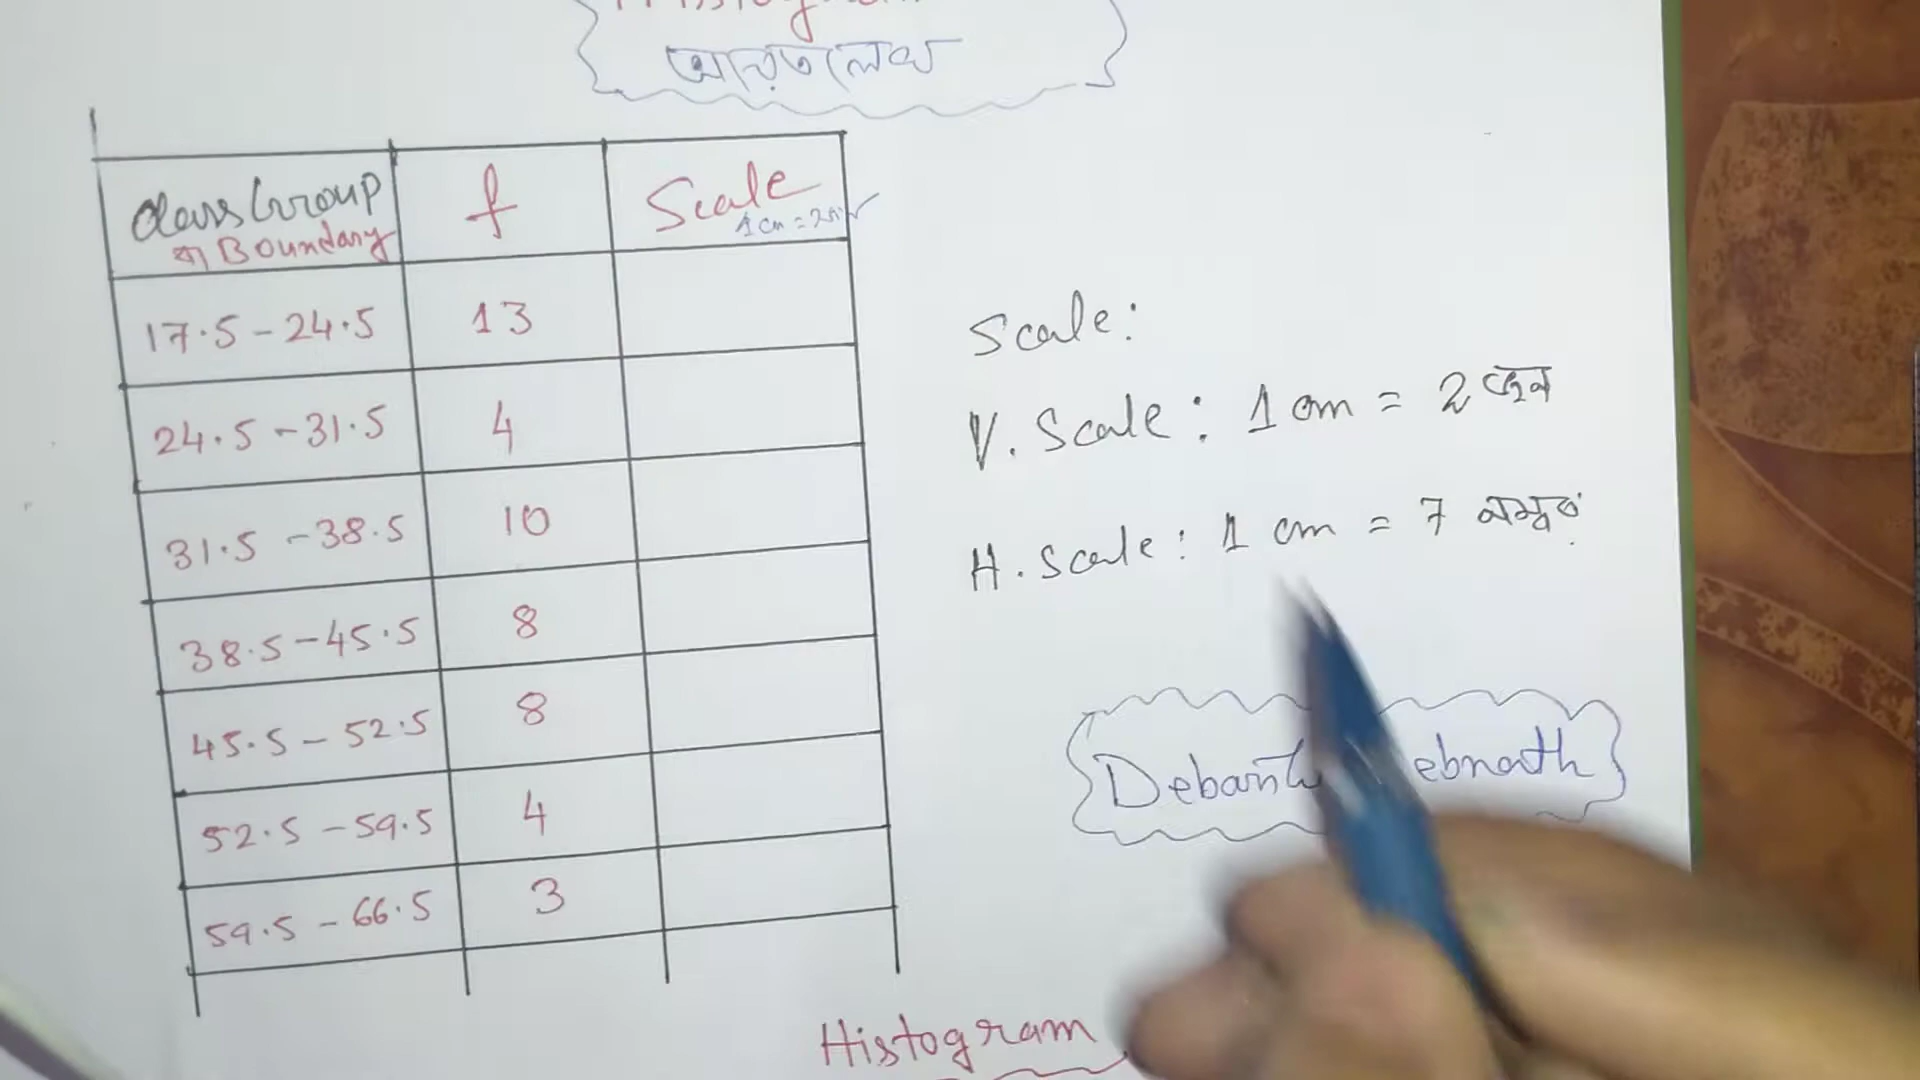 Histogram
আয়তলেখ
Class Group f Scale
বা Boundary 1 cm = 2জন
17.5 - 24.5 13
24.5 - 31.5 4
31.5 - 38.5 10
38.5 - 45.5 8
45.5 - 52.5 8
52.5 - 59.5 4
59.5 - 66.5 3
Scale:
V. Scale: 1 cm = 2 জন
H. Scale: 1 cm = 7 নম্বর
Histogram